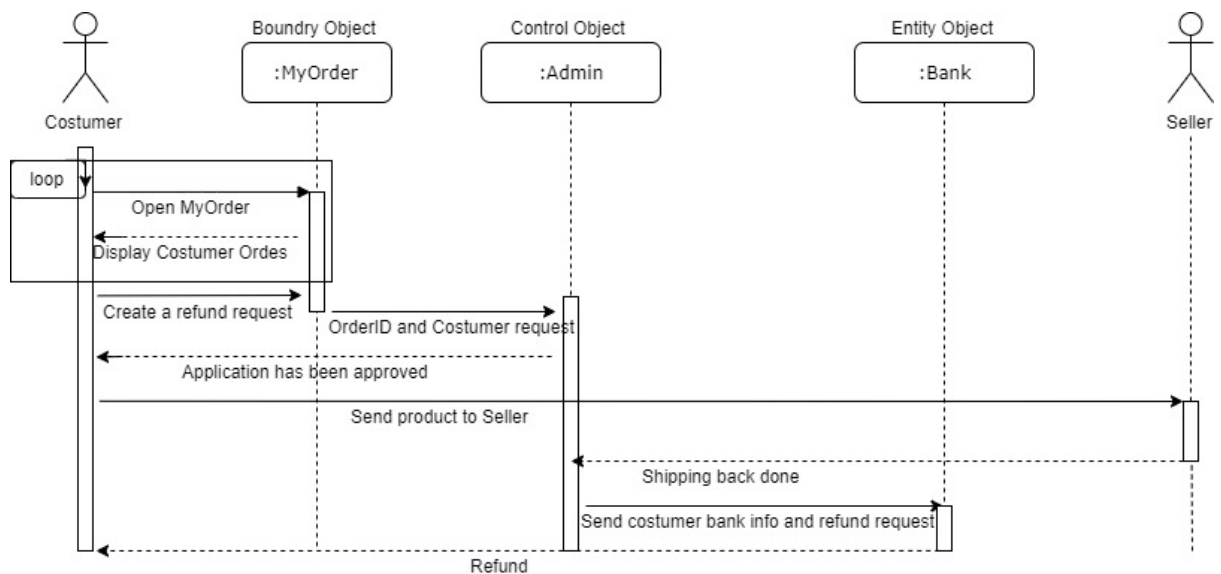 Boundry Object
Control Object
Entity Object
:MyOrder
:Admin
:Bank
Costumer
Seller
loop
Open MyOrder
Display Costumer Ordes
Create a refund request
OrderID and Costumer request
Application has been approved
Send product to Seller
Shipping back done
Send costumer bank info and refund request
Refund